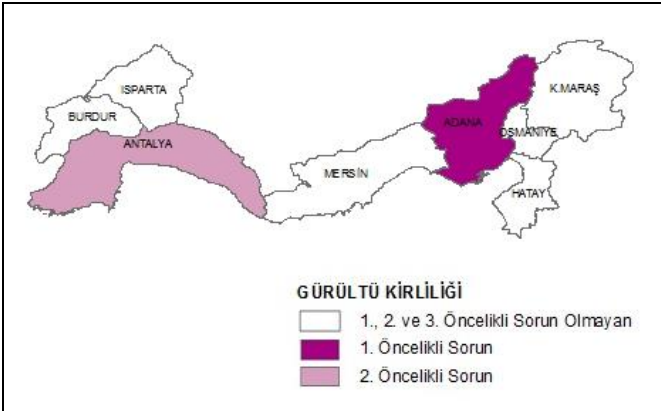 ISPARTA
K.MARAŞ
BURDUR
ADANA
OSMANİYE
ANTALYA
MERSİN
HATAY
GÜRÜLTÜ KİRLİLİĞİ
1., 2. ve 3. Öncelikli Sorun Olmayan
1. Öncelikli Sorun
2. Öncelikli Sorun